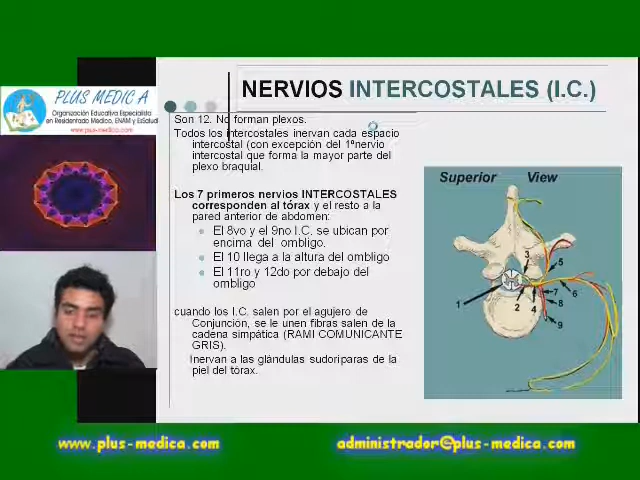 PLUS MEDIC A
Organización Educativa Especialista
en Residentado Medico, ENAM y EsSalud
www.plus-medica.com
NERVIOS INTERCOSTALES (I.C.)
Son 12. No forman plexos.
Todos los intercostales inervan cada espacio
intercostal (con excepción del 1ºnervio
intercostal que forma la mayor parte del
plexo braquial.
Los 7 primeros nervios INTERCOSTALES
corresponden al tórax y el resto a la
pared anterior de abdomen:
El 8vo y el 9no I.C. se ubican por
encima del ombligo.
El 10 llega a la altura del ombligo
El 11ro y 12do por debajo del
ombligo
cuando los I.C. salen por el agujero de
Conjunción, se le unen fibras salen de la
cadena simpática (RAMI COMUNICANTE
GRIS).
Inervan a las glándulas sudoriparas de la
piel del tórax.
Superior View
3
5
1
2
4
7
6
8
9
www.plus-medica.com
administrador@plus-medica.com